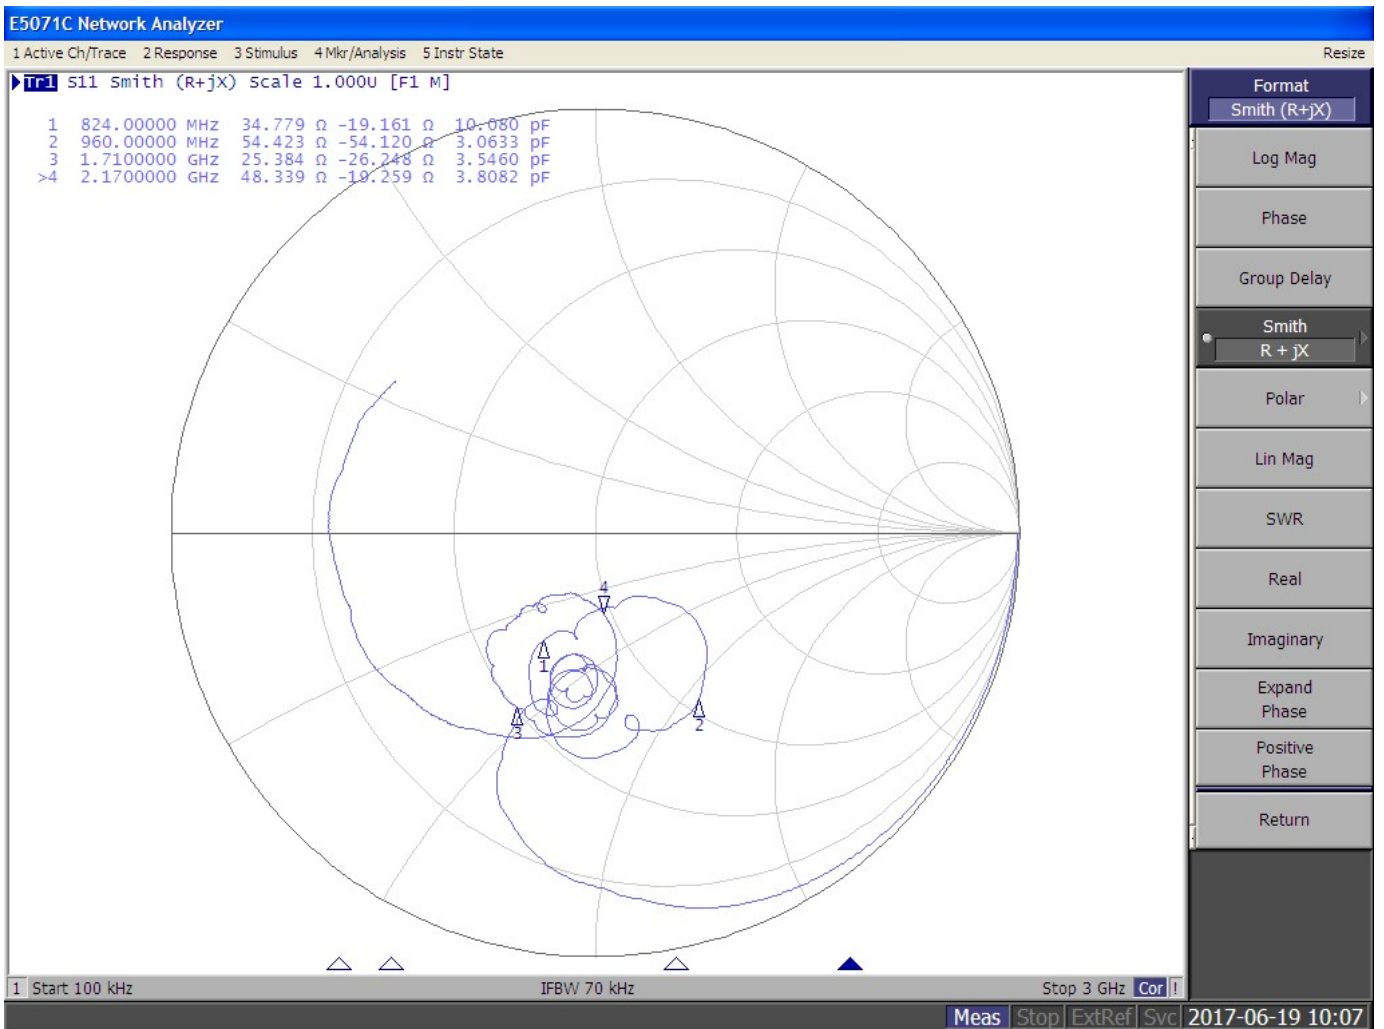 E5071C Network Analyzer
1 Active Ch/Trace 2 Response 3 Stimulus 4 Mkr/Analysis 5 Instr State Resize
Tr1 S11 Smith (R+jX) Scale 1.000U [F1 M]
1 824.00000 MHz 34.779 Ω -19.161 Ω 10.080 pF
2 960.00000 MHz 54.423 Ω -54.120 Ω 3.0633 pF
3 1.7100000 GHz 25.384 Ω -26.248 Ω 3.5460 pF
>4 2.1700000 GHz 48.339 Ω -19.259 Ω 3.8082 pF
4
1
2
3
1 Start 100 kHz IFBW 70 kHz Stop 3 GHz Cor !
Format
Smith (R+jX)
Log Mag
Phase
Group Delay
Smith
R + jX
Polar
Lin Mag
SWR
Real
Imaginary
Expand
Phase
Positive
Phase
Return
Meas Stop ExtRef Svc 2017-06-19 10:07